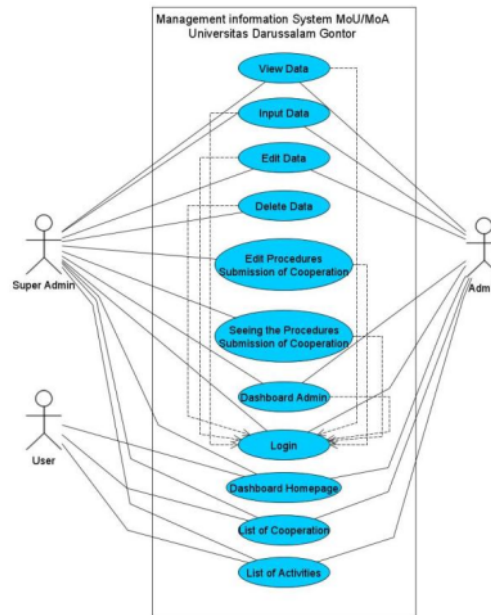 Management information System MoU/MoA
Universitas Darussalam Gontor
View Data
Input Data
Edit Data
Delete Data
Edit Procedures
Submission of Cooperation
Super Admin
Adm
Seeing the Procedures
Submission of Cooperation
Dashboard Admin
Login
User
Dashboard Homepage
List of Cooperation
List of Activities